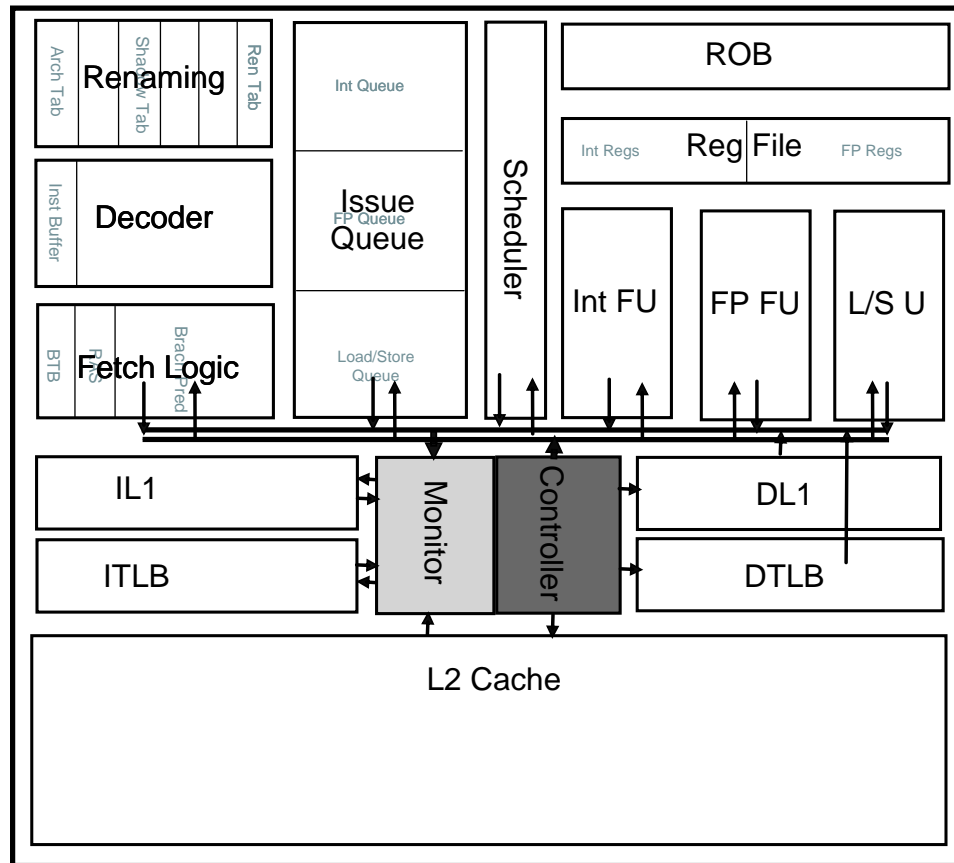 Arch Tab
Shadow Tab
Ren Tab
Renaming
Int Queue
ROB
Int Regs
Reg File
FP Regs
Inst Buffer
Decoder
Issue
FP Queue
Queue
Scheduler
Int FU
FP FU
L/S U
BTB
RAS
Brach Pred
Fetch Logic
Load/Store
Queue
IL1
Monitor
Controller
DL1
ITLB
DTLB
L2 Cache